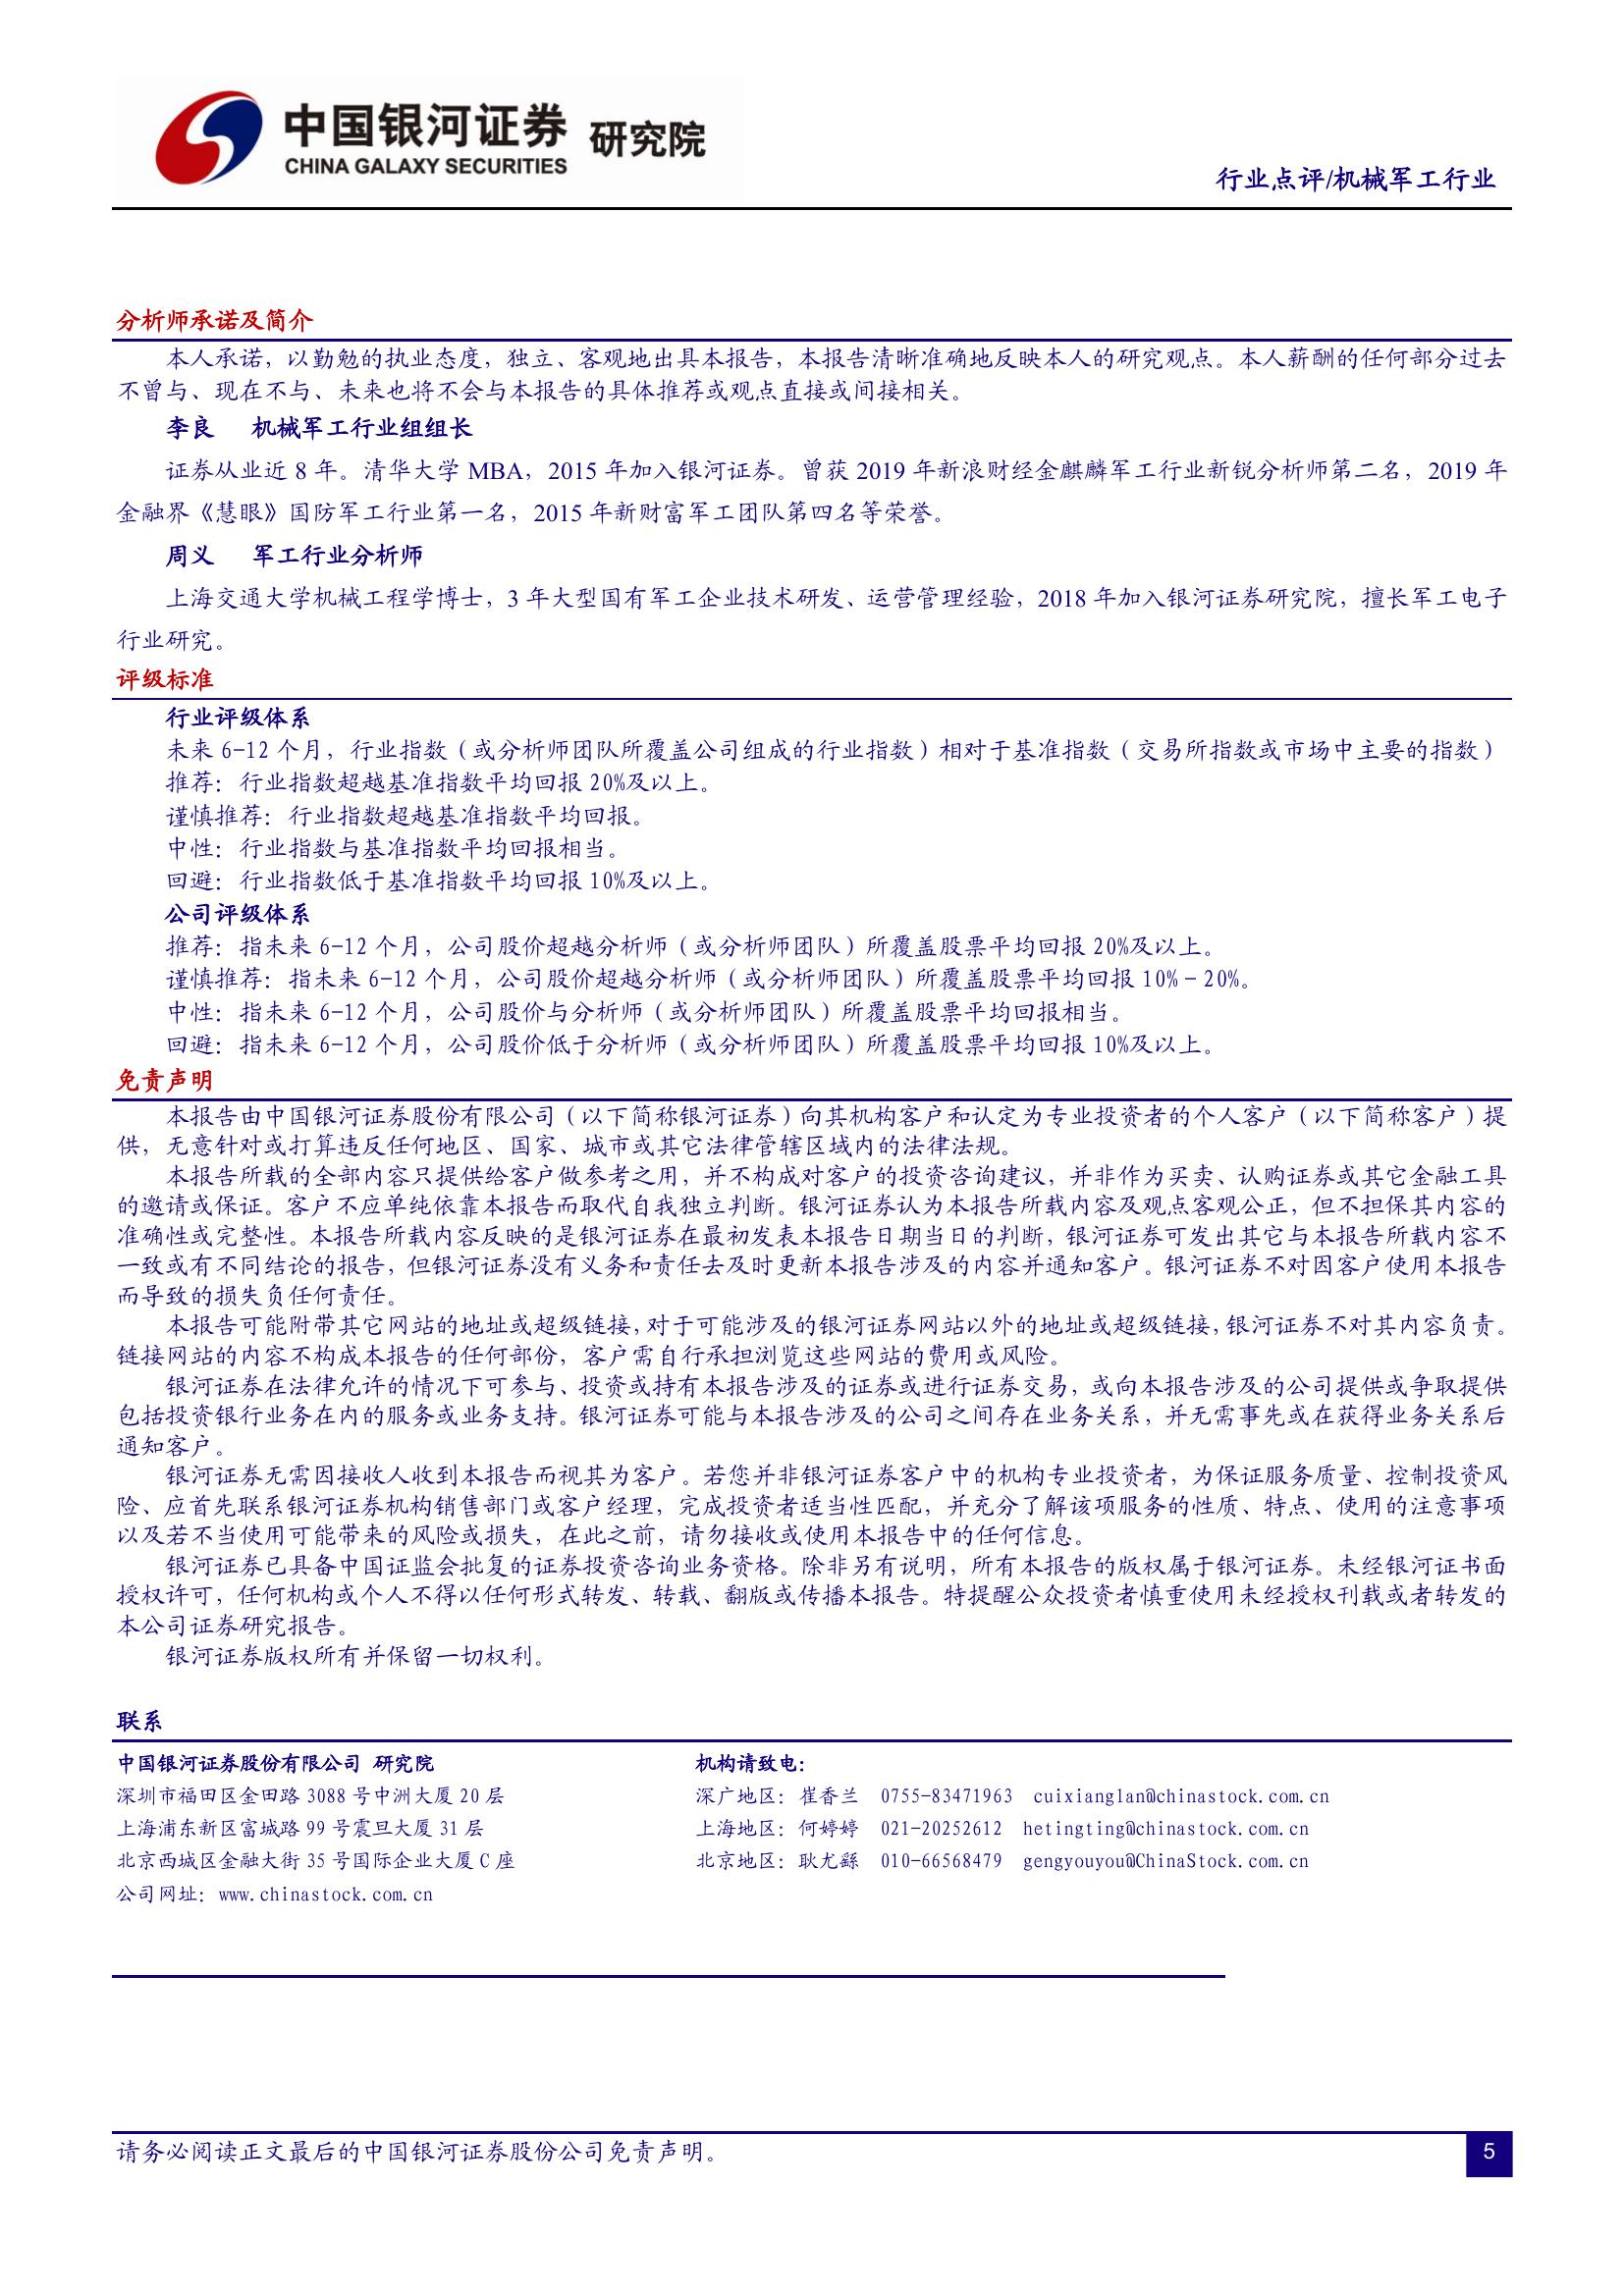 中国银河证券 研究院
CHINA GALAXY SECURITIES
行业点评/机械军工行业
分析师承诺及简介
本人承诺，以勤勉的执业态度，独立、客观地出具本报告，本报告清晰准确地反映本人的研究观点。本人薪酬的任何部分过去
不曾与、现在不与、未来也将不会与本报告的具体推荐或观点直接或间接相关。
李良 机械军工行业组组长
证券从业近 8 年。清华大学 MBA，2015 年加入银河证券。曾获 2019 年新浪财经金麒麟军工行业新锐分析师第二名，2019 年
金融界《慧眼》国防军工行业第一名，2015 年新财富军工团队第四名等荣誉。
周义 军工行业分析师
上海交通大学机械工程学博士，3 年大型国有军工企业技术研发、运营管理经验，2018 年加入银河证券研究院，擅长军工电子
行业研究。
评级标准
行业评级体系
未来 6-12 个月，行业指数（或分析师团队所覆盖公司组成的行业指数）相对于基准指数（交易所指数或市场中主要的指数）
推荐：行业指数超越基准指数平均回报 20%及以上。
谨慎推荐：行业指数超越基准指数平均回报。
中性：行业指数与基准指数平均回报相当。
回避：行业指数低于基准指数平均回报 10%及以上。
公司评级体系
推荐：指未来 6-12 个月，公司股价超越分析师（或分析师团队）所覆盖股票平均回报 20%及以上。
谨慎推荐：指未来 6-12 个月，公司股价超越分析师（或分析师团队）所覆盖股票平均回报 10%－20%。
中性：指未来 6-12 个月，公司股价与分析师（或分析师团队）所覆盖股票平均回报相当。
回避：指未来 6-12 个月，公司股价低于分析师（或分析师团队）所覆盖股票平均回报 10%及以上。
免责声明
本报告由中国银河证券股份有限公司（以下简称银河证券）向其机构客户和认定为专业投资者的个人客户（以下简称客户）提
供，无意针对或打算违反任何地区、国家、城市或其它法律管辖区域内的法律法规。
本报告所载的全部内容只提供给客户做参考之用，并不构成对客户的投资咨询建议，并非作为买卖、认购证券或其它金融工具
的邀请或保证。客户不应单纯依靠本报告而取代自我独立判断。银河证券认为本报告所载内容及观点客观公正，但不担保其内容的
准确性或完整性。本报告所载内容反映的是银河证券在最初发表本报告日期当日的判断，银河证券可发出其它与本报告所载内容不
一致或有不同结论的报告，但银河证券没有义务和责任去及时更新本报告涉及的内容并通知客户。银河证券不对因客户使用本报告
而导致的损失负任何责任。
本报告可能附带其它网站的地址或超级链接，对于可能涉及的银河证券网站以外的地址或超级链接，银河证券不对其内容负责。
链接网站的内容不构成本报告的任何部份，客户需自行承担浏览这些网站的费用或风险。
银河证券在法律允许的情况下可参与、投资或持有本报告涉及的证券或进行证券交易，或向本报告涉及的公司提供或争取提供
包括投资银行业务在内的服务或业务支持。银河证券可能与本报告涉及的公司之间存在业务关系，并无需事先或在获得业务关系后
通知客户。
银河证券无需因接收人收到本报告而视其为客户。若您并非银河证券客户中的机构专业投资者，为保证服务质量、控制投资风
险、应首先联系银河证券机构销售部门或客户经理，完成投资者适当性匹配，并充分了解该项服务的性质、特点、使用的注意事项
以及若不当使用可能带来的风险或损失，在此之前，请勿接收或使用本报告中的任何信息。
银河证券已具备中国证监会批复的证券投资咨询业务资格。除非另有说明，所有本报告的版权属于银河证券。未经银河证书面
授权许可，任何机构或个人不得以任何形式转发、转载、翻版或传播本报告。特提醒公众投资者慎重使用未经授权刊载或者转发的
本公司证券研究报告。
银河证券版权所有并保留一切权利。
联系
中国银河证券股份有限公司 研究院 机构请致电：
深圳市福田区金田路 3088 号中洲大厦 20 层 深广地区：崔香兰 0755-83471963 cuixianglan@chinastock.com.cn
上海浦东新区富城路 99 号震旦大厦 31 层 上海地区：何婷婷 021-20252612 hetingting@chinastock.com.cn
北京西城区金融大街 35 号国际企业大厦 C 座 北京地区：耿尤繇 010-66568479 gengyouyou@ChinaStock.com.cn
公司网址：www.chinastock.com.cn
请务必阅读正文最后的中国银河证券股份公司免责声明。 5